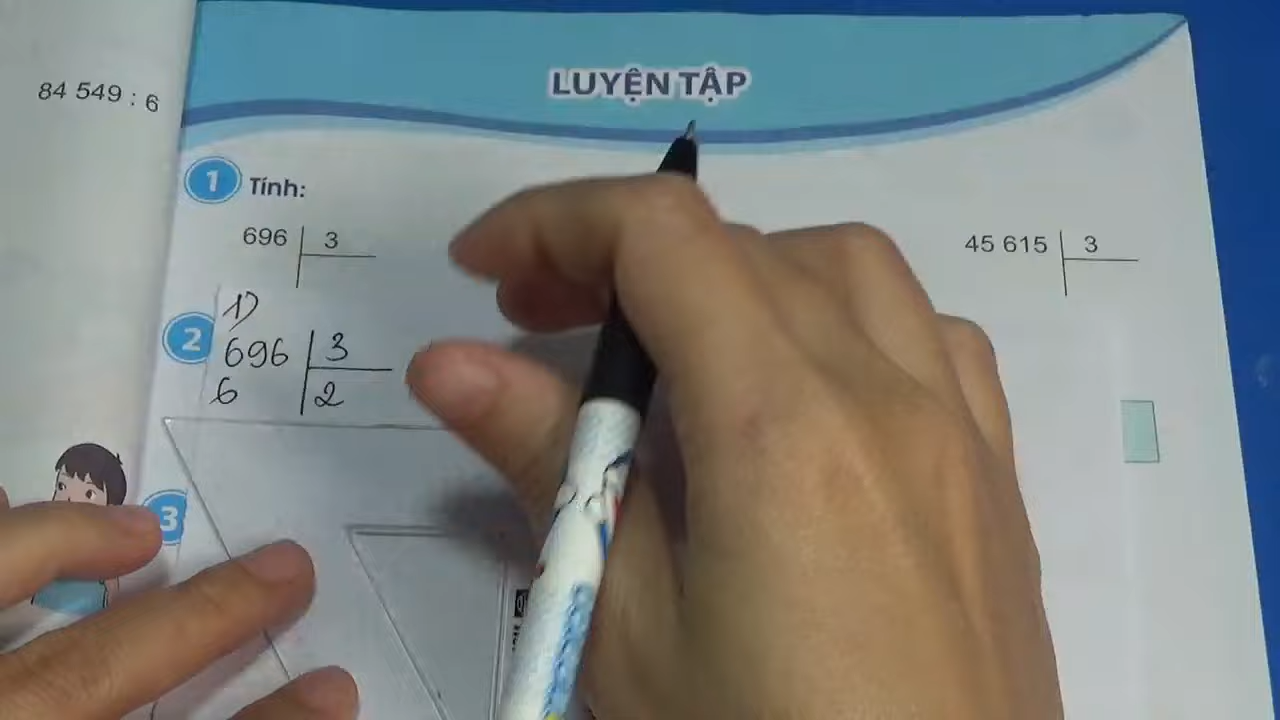 84 549 : 6
LUYỆN TẬP
1 Tính:
696 3
45 615 3
1)
2
696 3
6 2
3